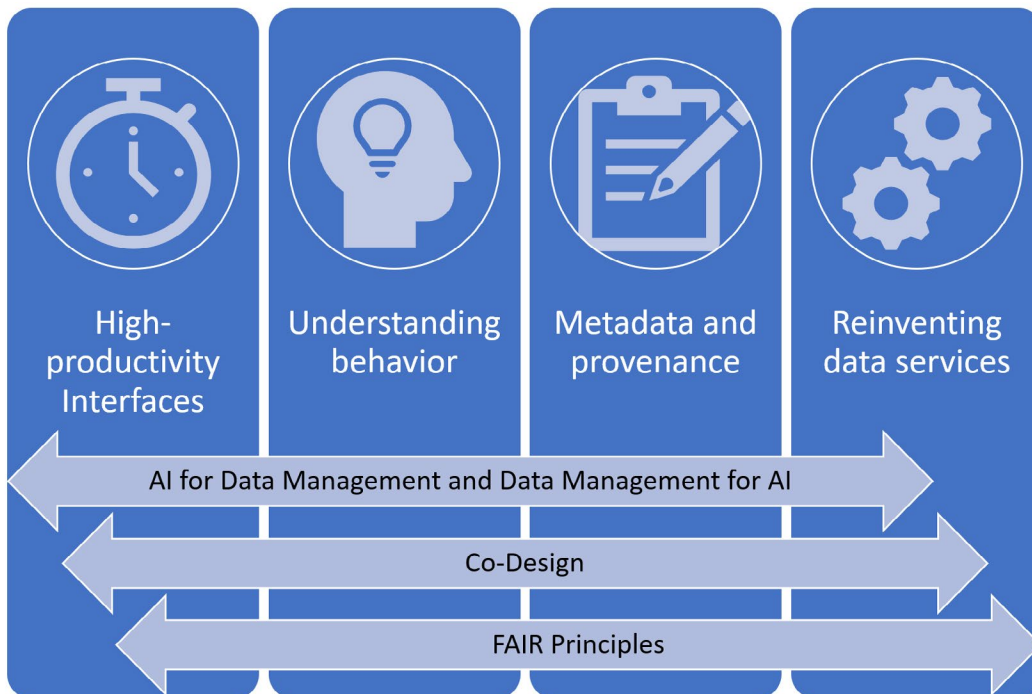 High-
productivity
Interfaces
Understanding
behavior
Metadata and
provenance
Reinventing
data services
AI for Data Management and Data Management for AI
Co-Design
FAIR Principles